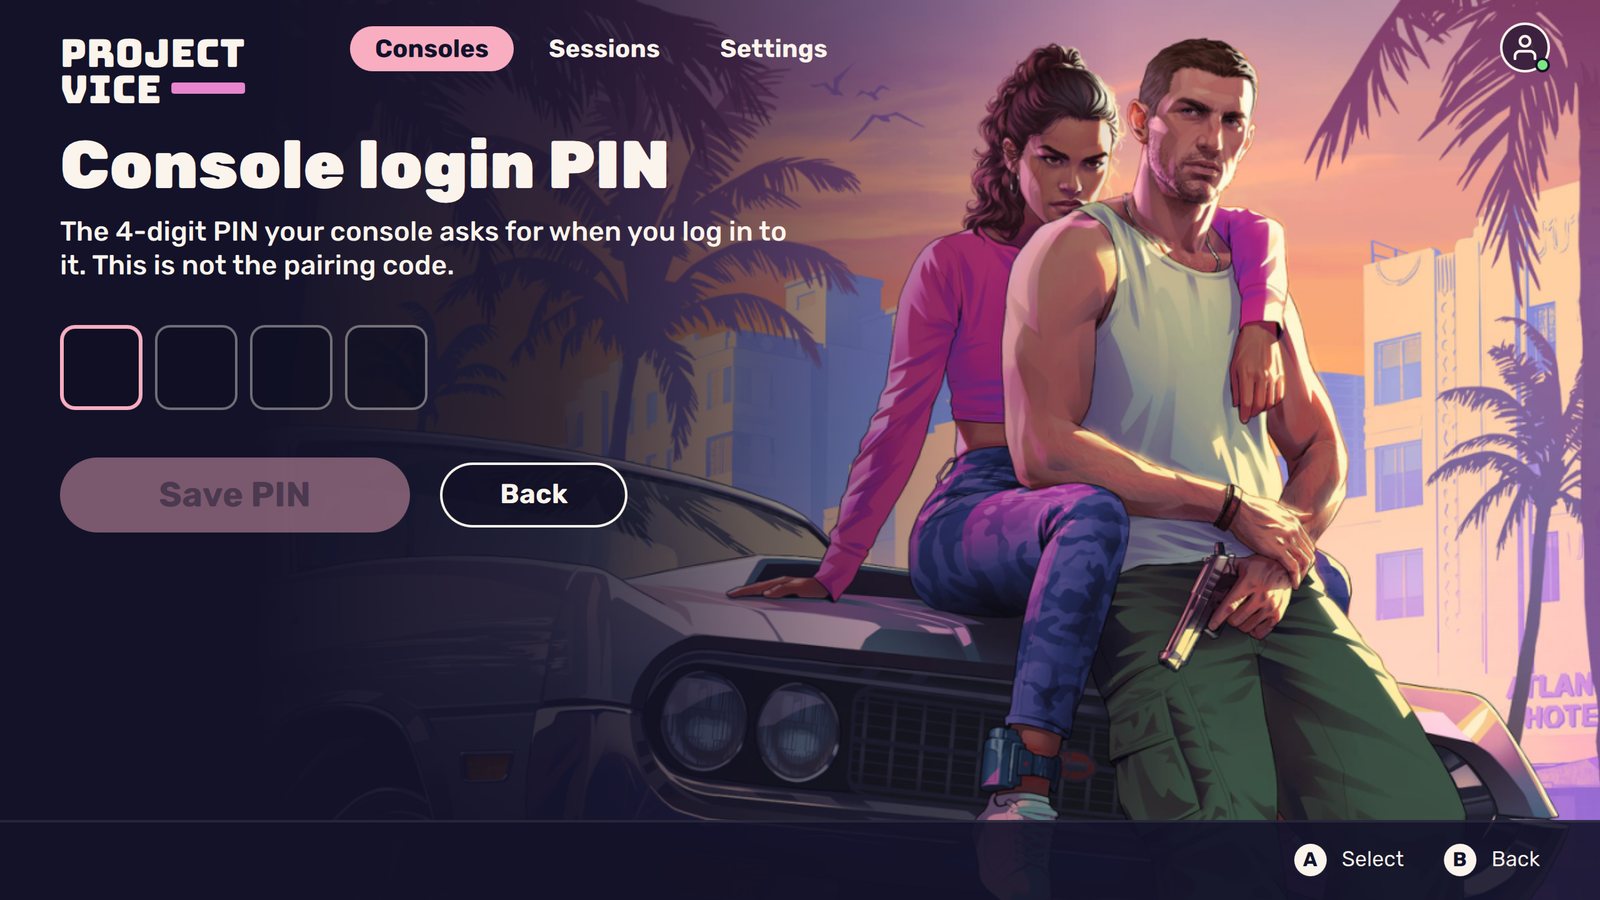 PROJECT
VICE
Consoles
Sessions
Settings
Console login PIN
The 4-digit PIN your console asks for when you log in to
it. This is not the pairing code.
Save PIN
Back
HOTE
A Select
B Back